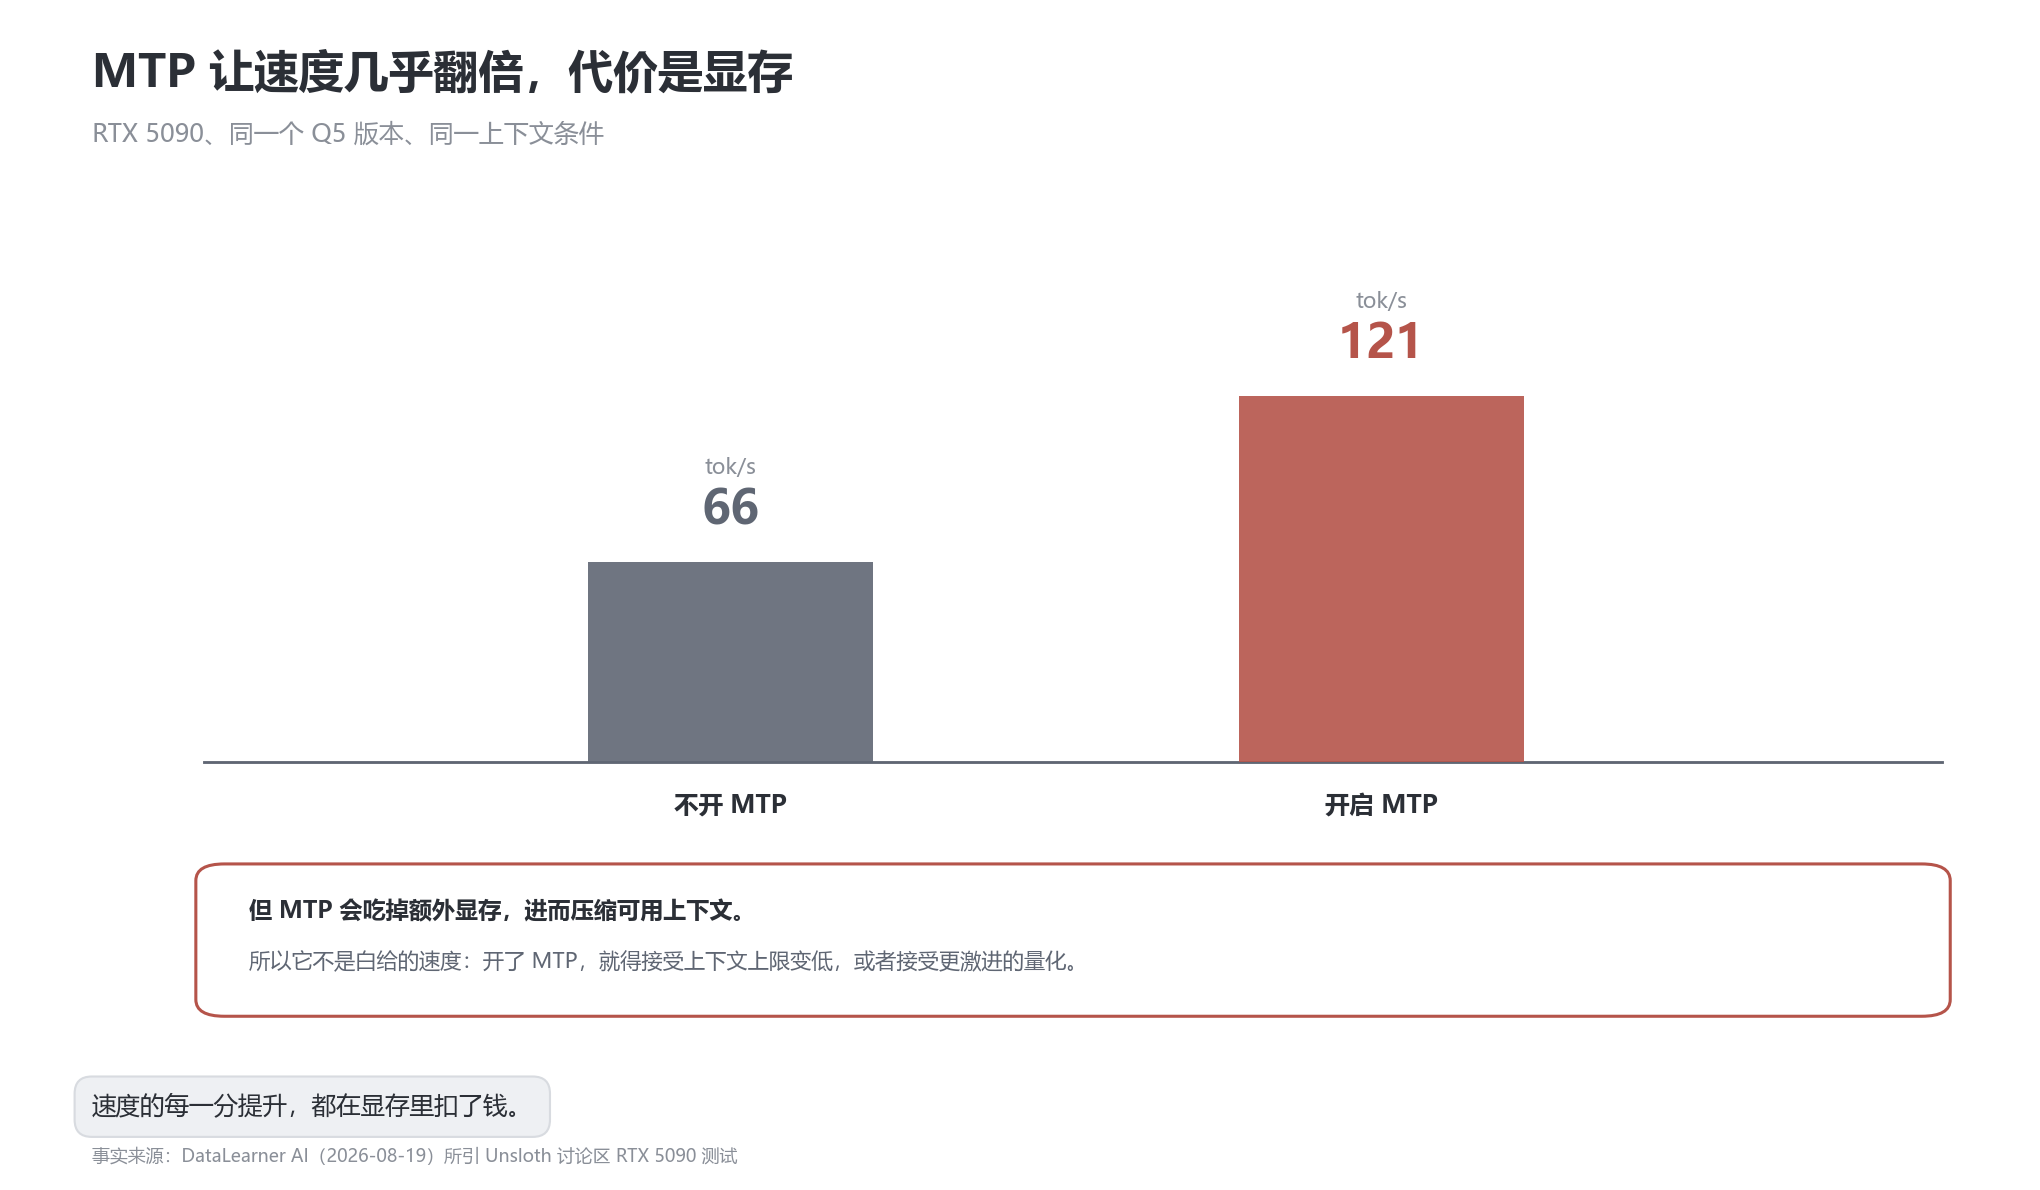 MTP 让速度几乎翻倍，代价是显存
RTX 5090、同一个 Q5 版本、同一上下文条件
tok/s
66
tok/s
121
不开 MTP
开启 MTP
但 MTP 会吃掉额外显存，进而压缩可用上下文。
所以它不是白给的速度：开了 MTP，就得接受上下文上限变低，或者接受更激进的量化。
速度的每一分提升，都在显存里扣了钱。
事实来源：DataLearner AI（2026-08-19）所引 Unsloth 讨论区 RTX 5090 测试